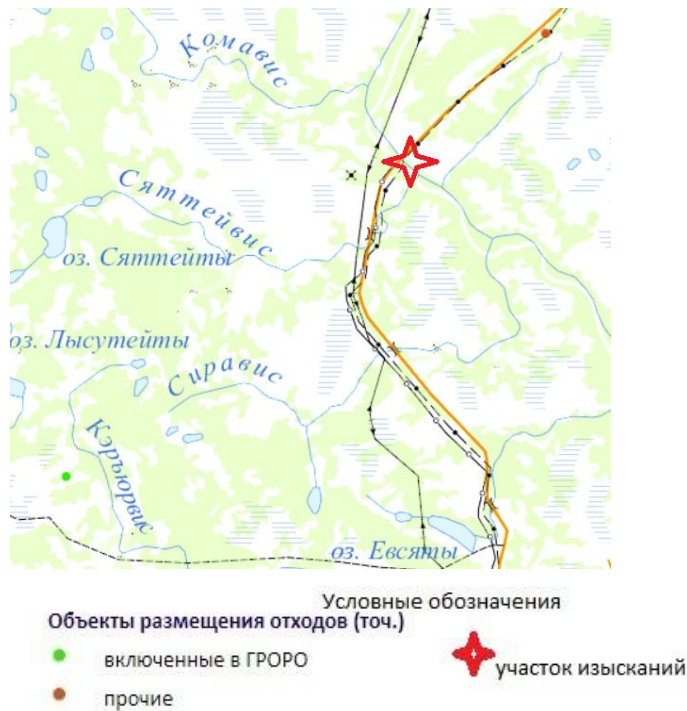 Комавис
Сяттейвис
оз. Сяттейты
оз. Лысутейты
Сиравис
Кэръюрвис
оз. Евсяты
Условные обозначения
Объекты размещения отходов (точ.)
включенные в ГРОРО
участок изысканий
прочие